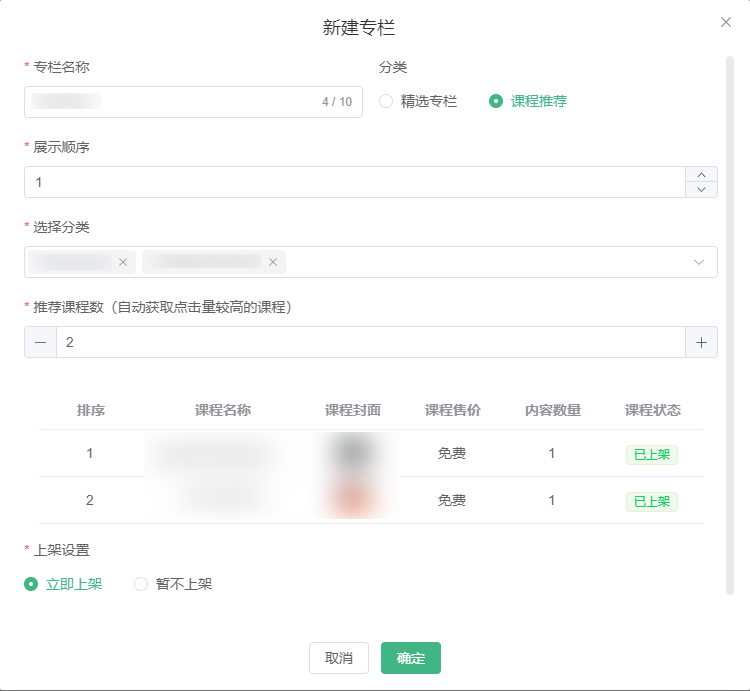 新建专栏
* 专栏名称
分类
4 / 10
精选专栏
课程推荐
* 展示顺序
1
* 选择分类
* 推荐课程数（自动获取点击量较高的课程）
2
排序 课程名称 课程封面 课程售价 内容数量 课程状态
1 免费 1 已上架
2 免费 1 已上架
* 上架设置
立即上架 暂不上架
取消 确定